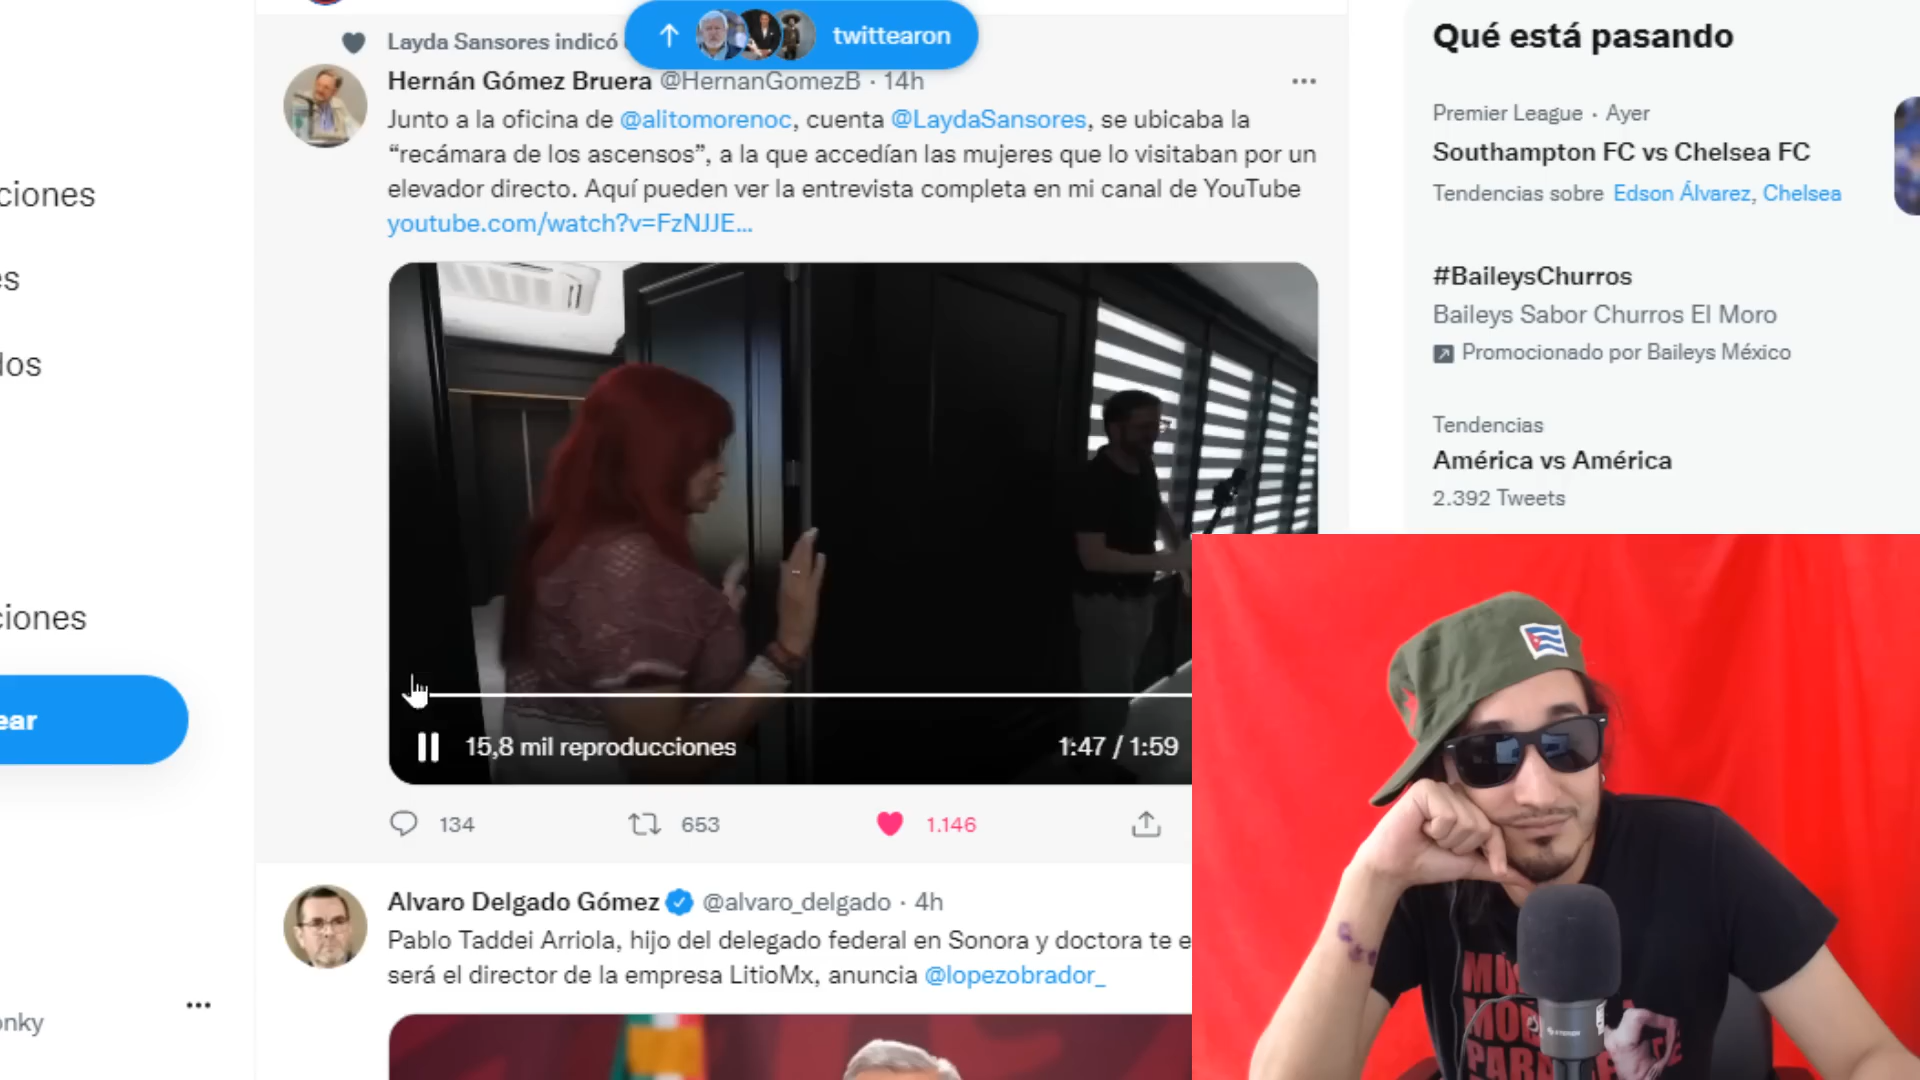 Layda Sansores indicó
twittearon
Hernán Gómez Bruera @HernanGomezB · 14h
Junto a la oficina de @alitomorenoc, cuenta @LaydaSansores, se ubicaba la
“recámara de los ascensos”, a la que accedían las mujeres que lo visitaban por un
elevador directo. Aquí pueden ver la entrevista completa en mi canal de YouTube
youtube.com/watch?v=FzNJJE...
15,8 mil reproducciones
1:47 / 1:59
134
653
1.146
Alvaro Delgado Gómez @alvaro_delgado · 4h
Pablo Taddei Arriola, hijo del delegado federal en Sonora y doctora te e
será el director de la empresa LitioMx, anuncia @lopezobrador_
ciones
es
dos
ciones
ear
onky
Qué está pasando
Premier League · Ayer
Southampton FC vs Chelsea FC
Tendencias sobre Edson Álvarez, Chelsea
#BaileysChurros
Baileys Sabor Churros El Moro
Promocionado por Baileys México
Tendencias
América vs América
2.392 Tweets